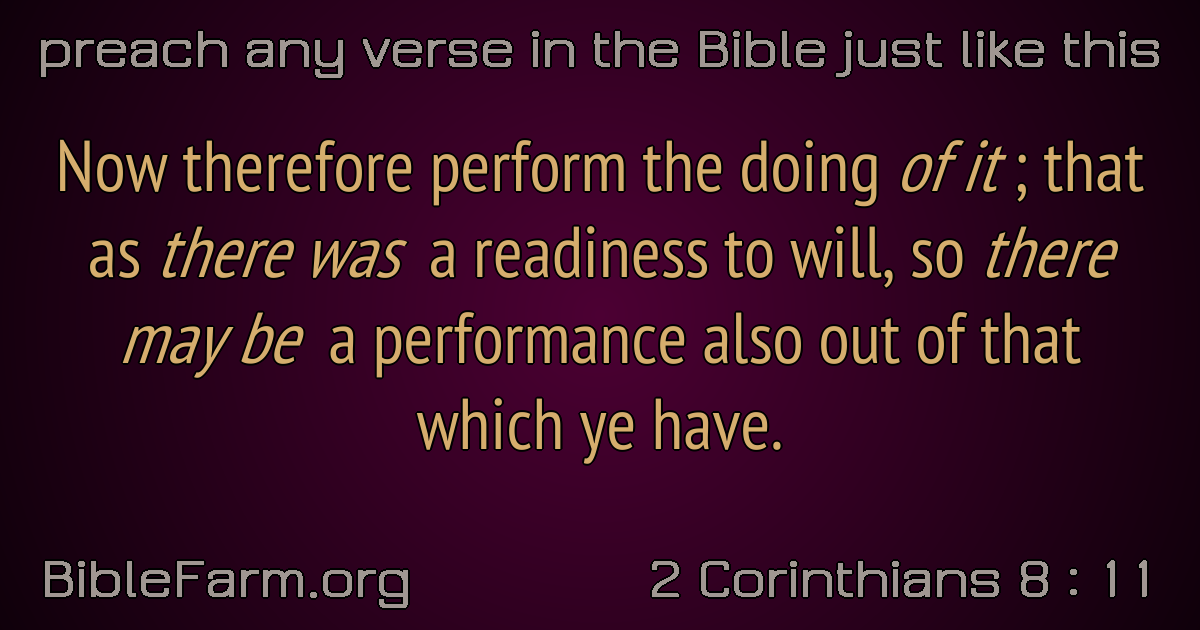 preach any verse in the Bible just like this
Now therefore perform the doing of it ; that
as there was a readiness to will, so there
may be a performance also out of that
which ye have.
BibleFarm.org
2 Corinthians 8 : 11